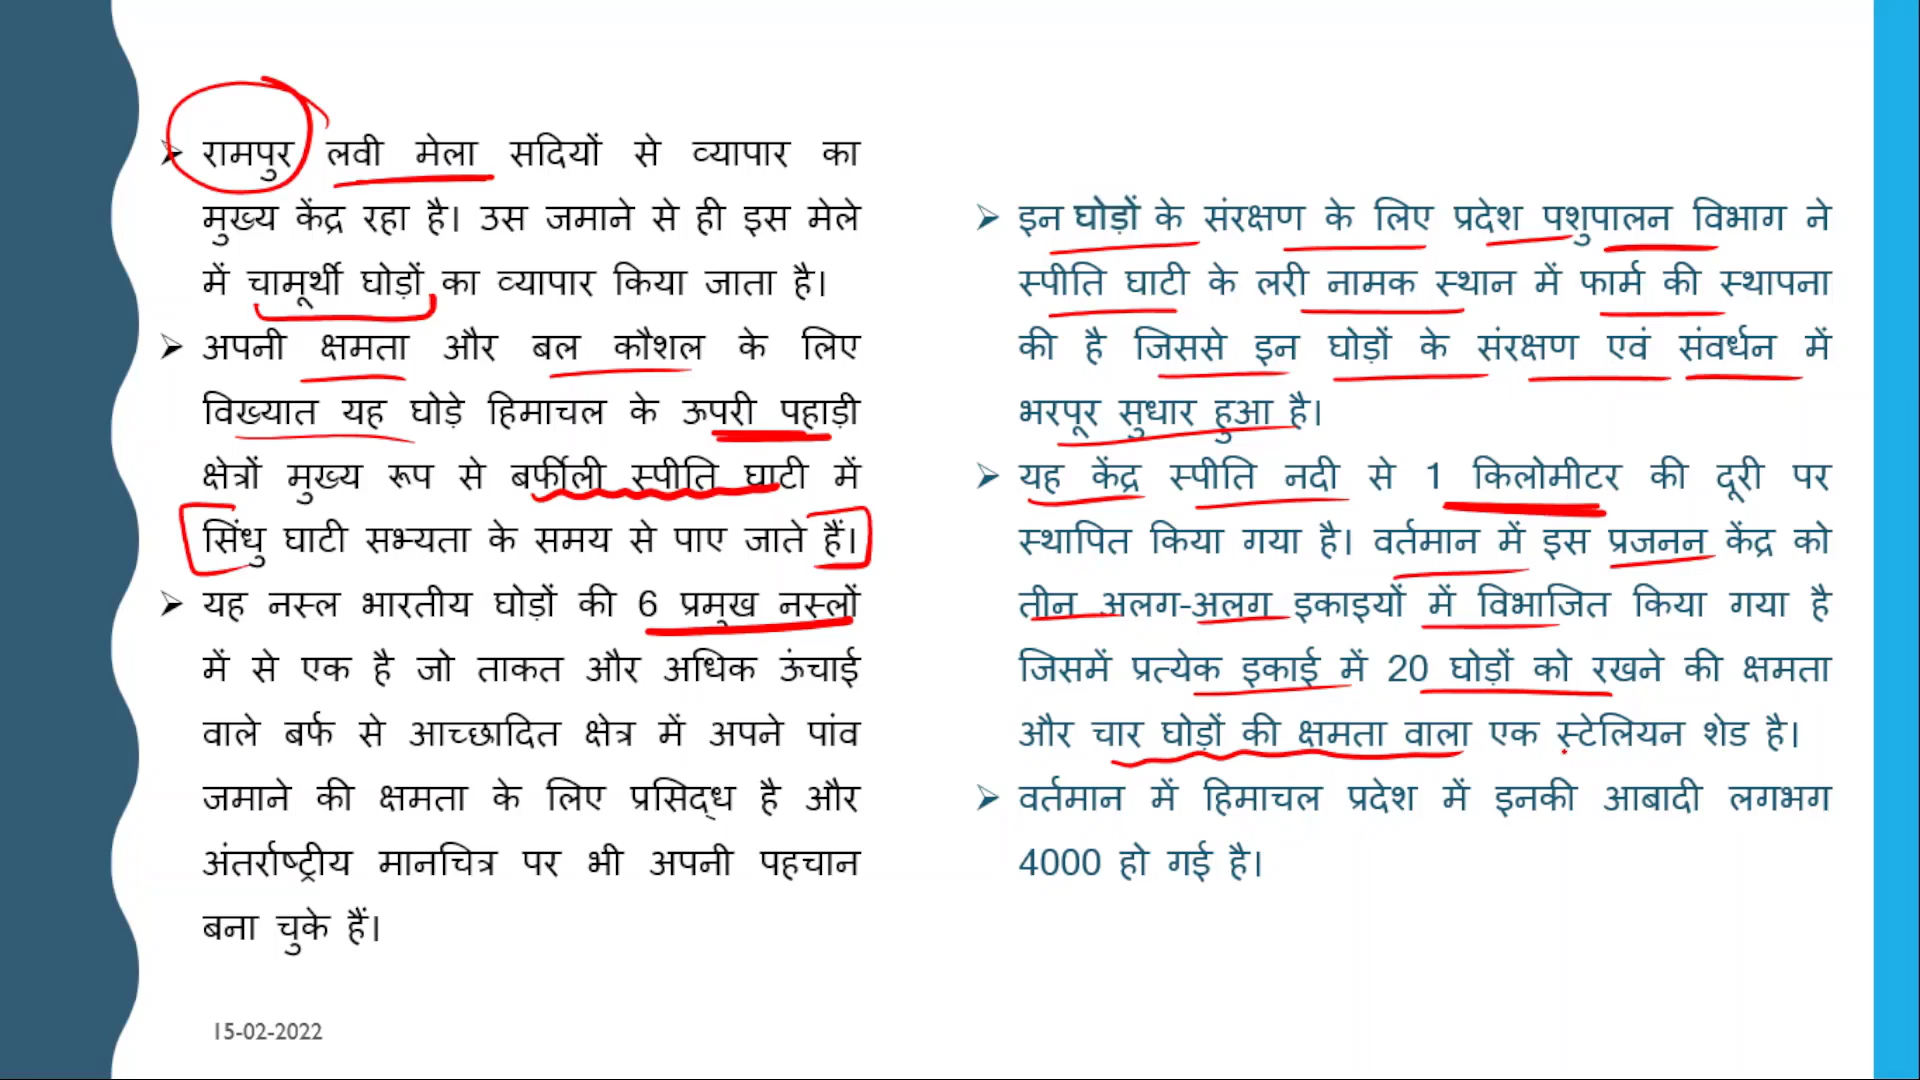 रामपुर लवी मेला सदियों से व्यापार का
मुख्य केंद्र रहा है। उस जमाने से ही इस मेले
में चामूर्थी घोड़ों का व्यापार किया जाता है।
अपनी क्षमता और बल कौशल के लिए
विख्यात यह घोड़े हिमाचल के ऊपरी पहाड़ी
क्षेत्रों मुख्य रूप से बर्फीली स्पीति घाटी में
सिंधु घाटी सभ्यता के समय से पाए जाते हैं।
यह नस्ल भारतीय घोड़ों की 6 प्रमुख नस्लों
में से एक है जो ताकत और अधिक ऊंचाई
वाले बर्फ से आच्छादित क्षेत्र में अपने पांव
जमाने की क्षमता के लिए प्रसिद्ध है और
अंतर्राष्ट्रीय मानचित्र पर भी अपनी पहचान
बना चुके हैं।
इन घोड़ों के संरक्षण के लिए प्रदेश पशुपालन विभाग ने
स्पीति घाटी के लरी नामक स्थान में फार्म की स्थापना
की है जिससे इन घोड़ों के संरक्षण एवं संवर्धन में
भरपूर सुधार हुआ है।
यह केंद्र स्पीति नदी से 1 किलोमीटर की दूरी पर
स्थापित किया गया है। वर्तमान में इस प्रजनन केंद्र को
तीन अलग-अलग इकाइयों में विभाजित किया गया है
जिसमें प्रत्येक इकाई में 20 घोड़ों को रखने की क्षमता
और चार घोड़ों की क्षमता वाला एक स्टेलियन शेड है।
वर्तमान में हिमाचल प्रदेश में इनकी आबादी लगभग
4000 हो गई है।
15-02-2022